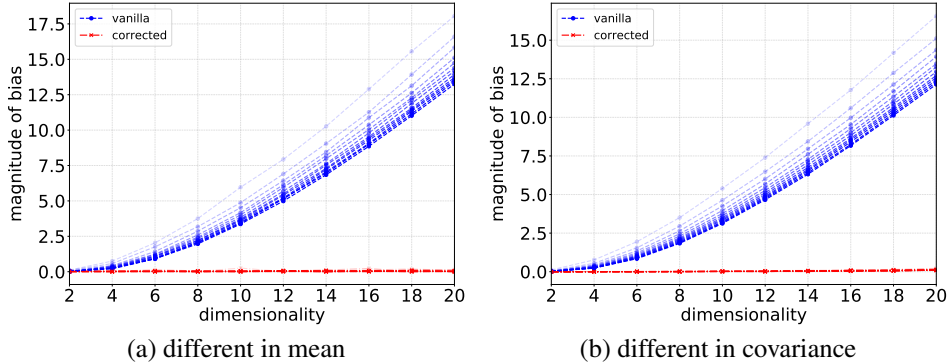 17.5
15.0
12.5
10.0
7.5
5.0
2.5
0.0
magnitude of bias
vanilla
corrected
2 4 6 8 10 12 14 16 18 20
dimensionality
(a) different in mean
15.0
12.5
10.0
7.5
5.0
2.5
0.0
magnitude of bias
vanilla
corrected
2 4 6 8 10 12 14 16 18 20
dimensionality
(b) different in covariance